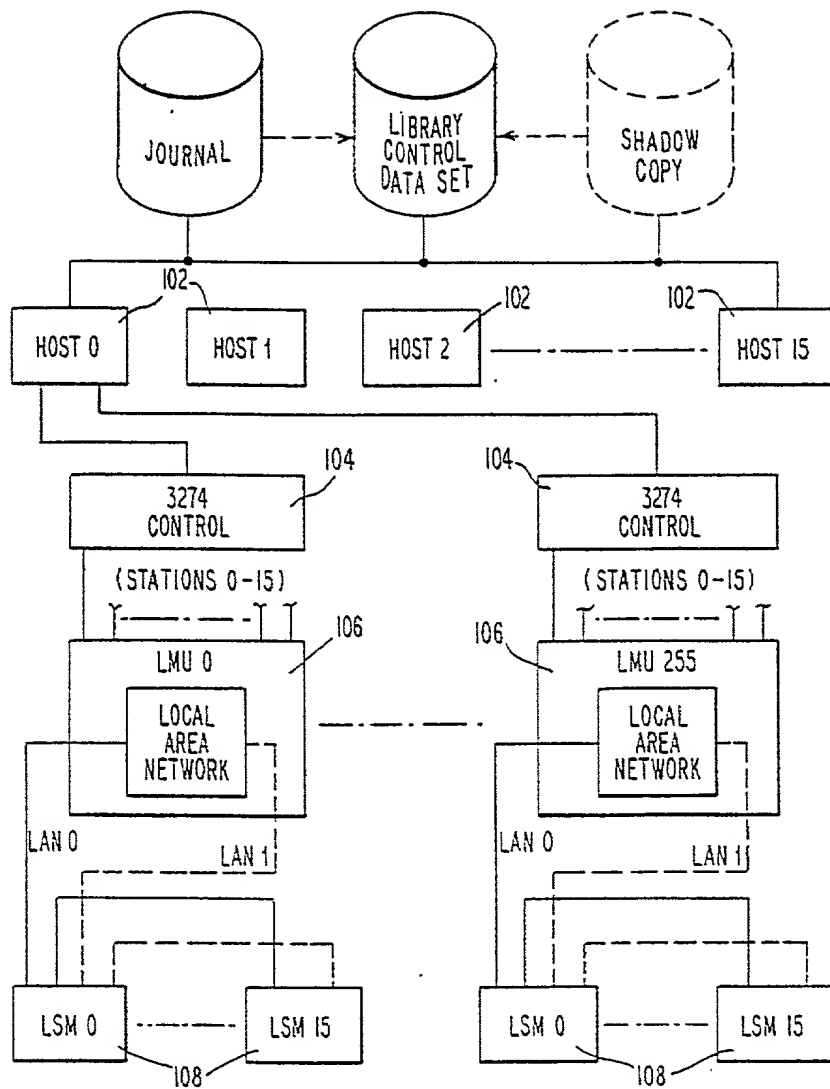 JOURNAL
LIBRARY
CONTROL
DATA SET
SHADOW
COPY
102
102
102
102
HOST 0
HOST 1
HOST 2
HOST 15
104
104
3274
CONTROL
3274
CONTROL
(STATIONS 0-15)
(STATIONS 0-15)
106
106
LMU 0
LMU 255
LOCAL
AREA
NETWORK
LOCAL
AREA
NETWORK
LAN 0
LAN 1
LAN 0
LAN 1
LSM 0
LSM 15
LSM 0
LSM 15
108
108